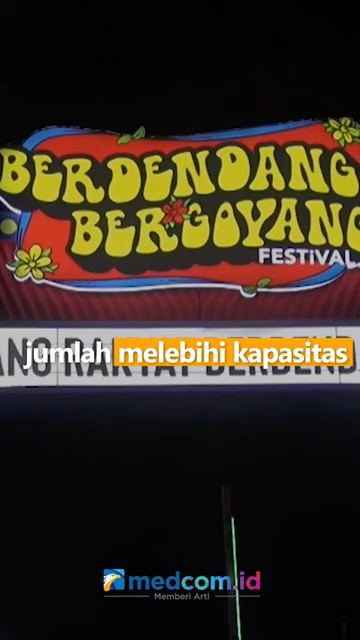 BERDENDANG
BERGOYANG
FESTIVAL
jumlah melebihi kapasitas
medcom.id
Memberi Arti